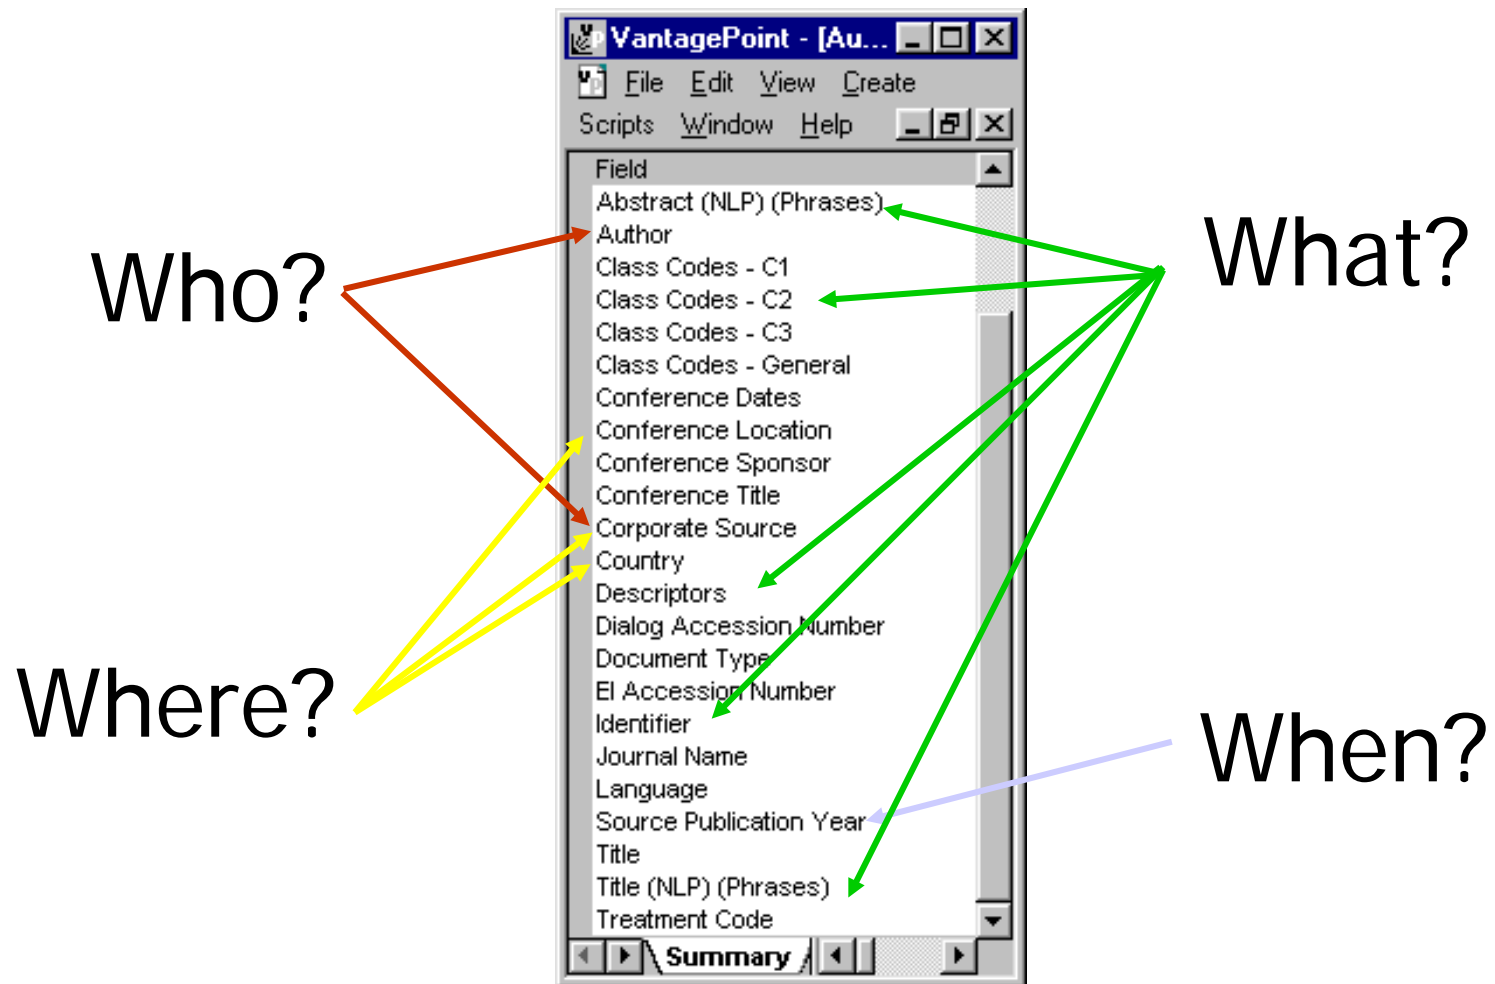 VantagePoint - [Au...
File Edit View Create
Scripts Window Help
Field
Abstract (NLP) (Phrases)
Author
Class Codes - C1
Class Codes - C2
Class Codes - C3
Class Codes - General
Conference Dates
Conference Location
Conference Sponsor
Conference Title
Corporate Source
Country
Descriptors
Dialog Accession Number
Document Type
EI Accession Number
Identifier
Journal Name
Language
Source Publication Year
Title
Title (NLP) (Phrases)
Treatment Code
Summary
Who?
Where?
What?
When?